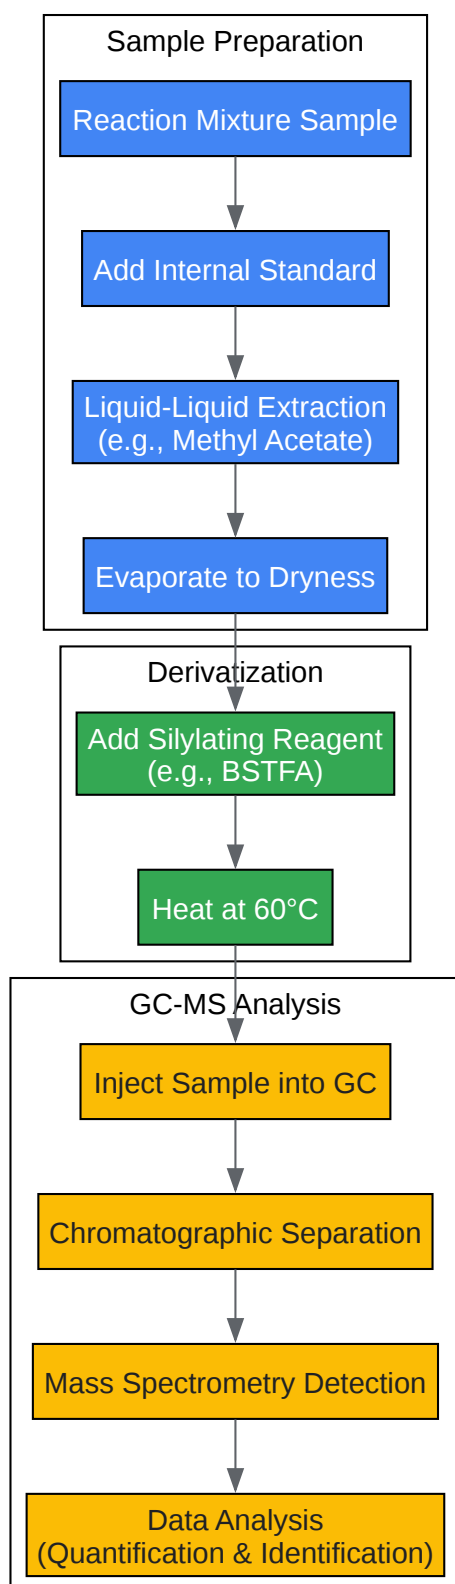 Sample Preparation
Reaction Mixture Sample
Add Internal Standard
Liquid-Liquid Extraction
(e.g., Methyl Acetate)
Evaporate to Dryness
Derivatization
Add Silylating Reagent
(e.g., BSTFA)
Heat at 60°C
GC-MS Analysis
Inject Sample into GC
Chromatographic Separation
Mass Spectrometry Detection
Data Analysis
(Quantification & Identification)